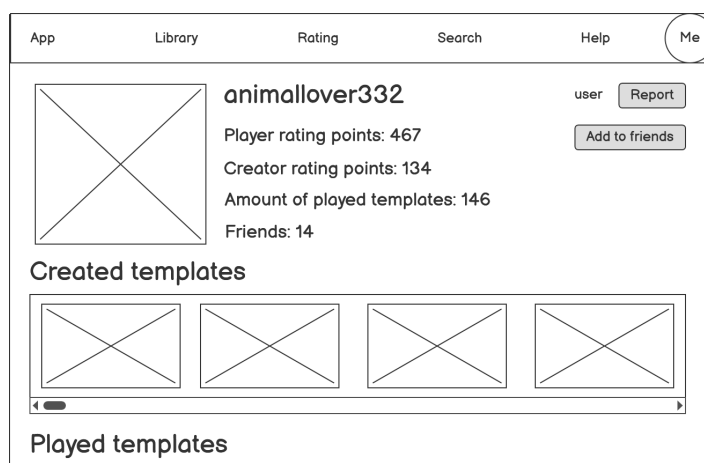 App Library Rating Search Help Me
animallover332 user Report
Player rating points: 467 Add to friends
Creator rating points: 134
Amount of played templates: 146
Friends: 14
Created templates
Played templates